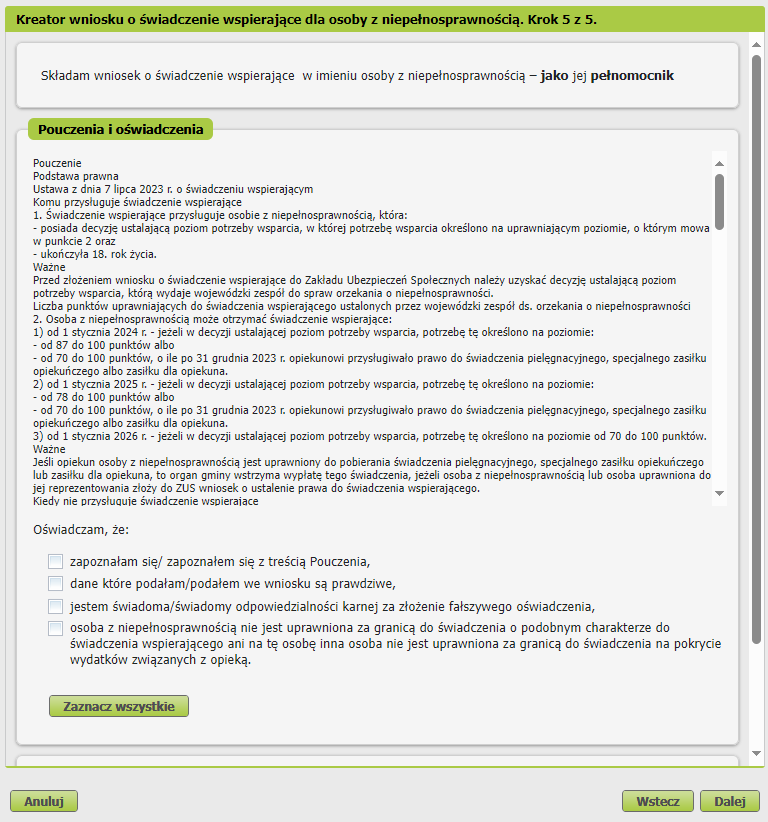 Kreator wniosku o świadczenie wspierające dla osoby z niepełnosprawnością. Krok 5 z 5.
Składam wniosek o świadczenie wspierające w imieniu osoby z niepełnosprawnością – jako jej pełnomocnik
Pouczenia i oświadczenia
Pouczenie
Podstawa prawna
Ustawa z dnia 7 lipca 2023 r. o świadczeniu wspierającym
Komu przysługuje świadczenie wspierające
1. Świadczenie wspierające przysługuje osobie z niepełnosprawnością, która:
- posiada decyzję ustalającą poziom potrzeby wsparcia, w której potrzebę wsparcia określono na uprawniającym poziomie, o którym mowa
w punkcie 2 oraz
- ukończyła 18. rok życia.
Ważne
Przed złożeniem wniosku o świadczenie wspierające do Zakładu Ubezpieczeń Społecznych należy uzyskać decyzję ustalającą poziom
potrzeby wsparcia, którą wydaje wojewódzki zespół do spraw orzekania o niepełnosprawności.
Liczba punktów uprawniających do świadczenia wspierającego ustalonych przez wojewódzki zespół ds. orzekania o niepełnosprawności
2. Osoba z niepełnosprawnością może otrzymać świadczenie wspierające:
1) od 1 stycznia 2024 r. - jeżeli w decyzji ustalającej poziom potrzeby wsparcia, potrzebę tę określono na poziomie:
- od 87 do 100 punktów albo
- od 70 do 100 punktów, o ile po 31 grudnia 2023 r. opiekunowi przysługiwało prawo do świadczenia pielęgnacyjnego, specjalnego zasiłku
opiekuńczego albo zasiłku dla opiekuna.
2) od 1 stycznia 2025 r. - jeżeli w decyzji ustalającej poziom potrzeby wsparcia, potrzebę tę określono na poziomie:
- od 78 do 100 punktów albo
- od 70 do 100 punktów, o ile po 31 grudnia 2023 r. opiekunowi przysługiwało prawo do świadczenia pielęgnacyjnego, specjalnego zasiłku
opiekuńczego albo zasiłku dla opiekuna.
3) od 1 stycznia 2026 r. - jeżeli w decyzji ustalającej poziom potrzeby wsparcia, potrzebę tę określono na poziomie od 70 do 100 punktów.
Ważne
Jeśli opiekun osoby z niepełnosprawnością jest uprawniony do pobierania świadczenia pielęgnacyjnego, specjalnego zasiłku opiekuńczego
lub zasiłku dla opiekuna, to organ gminy wstrzyma wypłatę tego świadczenia, jeżeli osoba z niepełnosprawnością lub osoba uprawniona do
jej reprezentowania złoży do ZUS wniosek o ustalenie prawa do świadczenia wspierającego.
Kiedy nie przysługuje świadczenie wspierające
Oświadczam, że:
zapoznałam się/ zapoznałem się z treścią Pouczenia,
dane które podałam/podałem we wniosku są prawdziwe,
jestem świadoma/świadomy odpowiedzialności karnej za złożenie fałszywego oświadczenia,
osoba z niepełnosprawnością nie jest uprawniona za granicą do świadczenia o podobnym charakterze do
świadczenia wspierającego ani na tę osobę inna osoba nie jest uprawniona za granicą do świadczenia na pokrycie
wydatków związanych z opieką.
Zaznacz wszystkie
Anuluj
Wstecz
Dalej